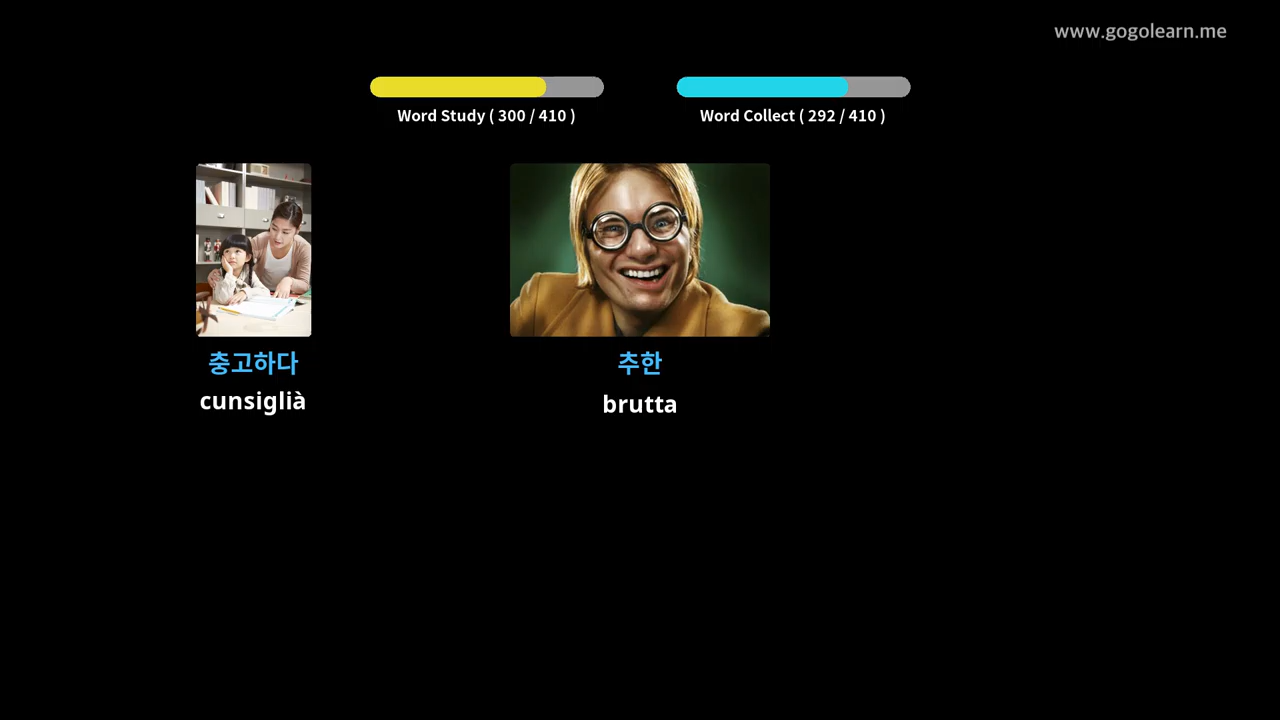 www.gogolearn.me
Word Study ( 300 / 410 )
Word Collect ( 292 / 410 )
충고하다
cunsiglià
추한
brutta